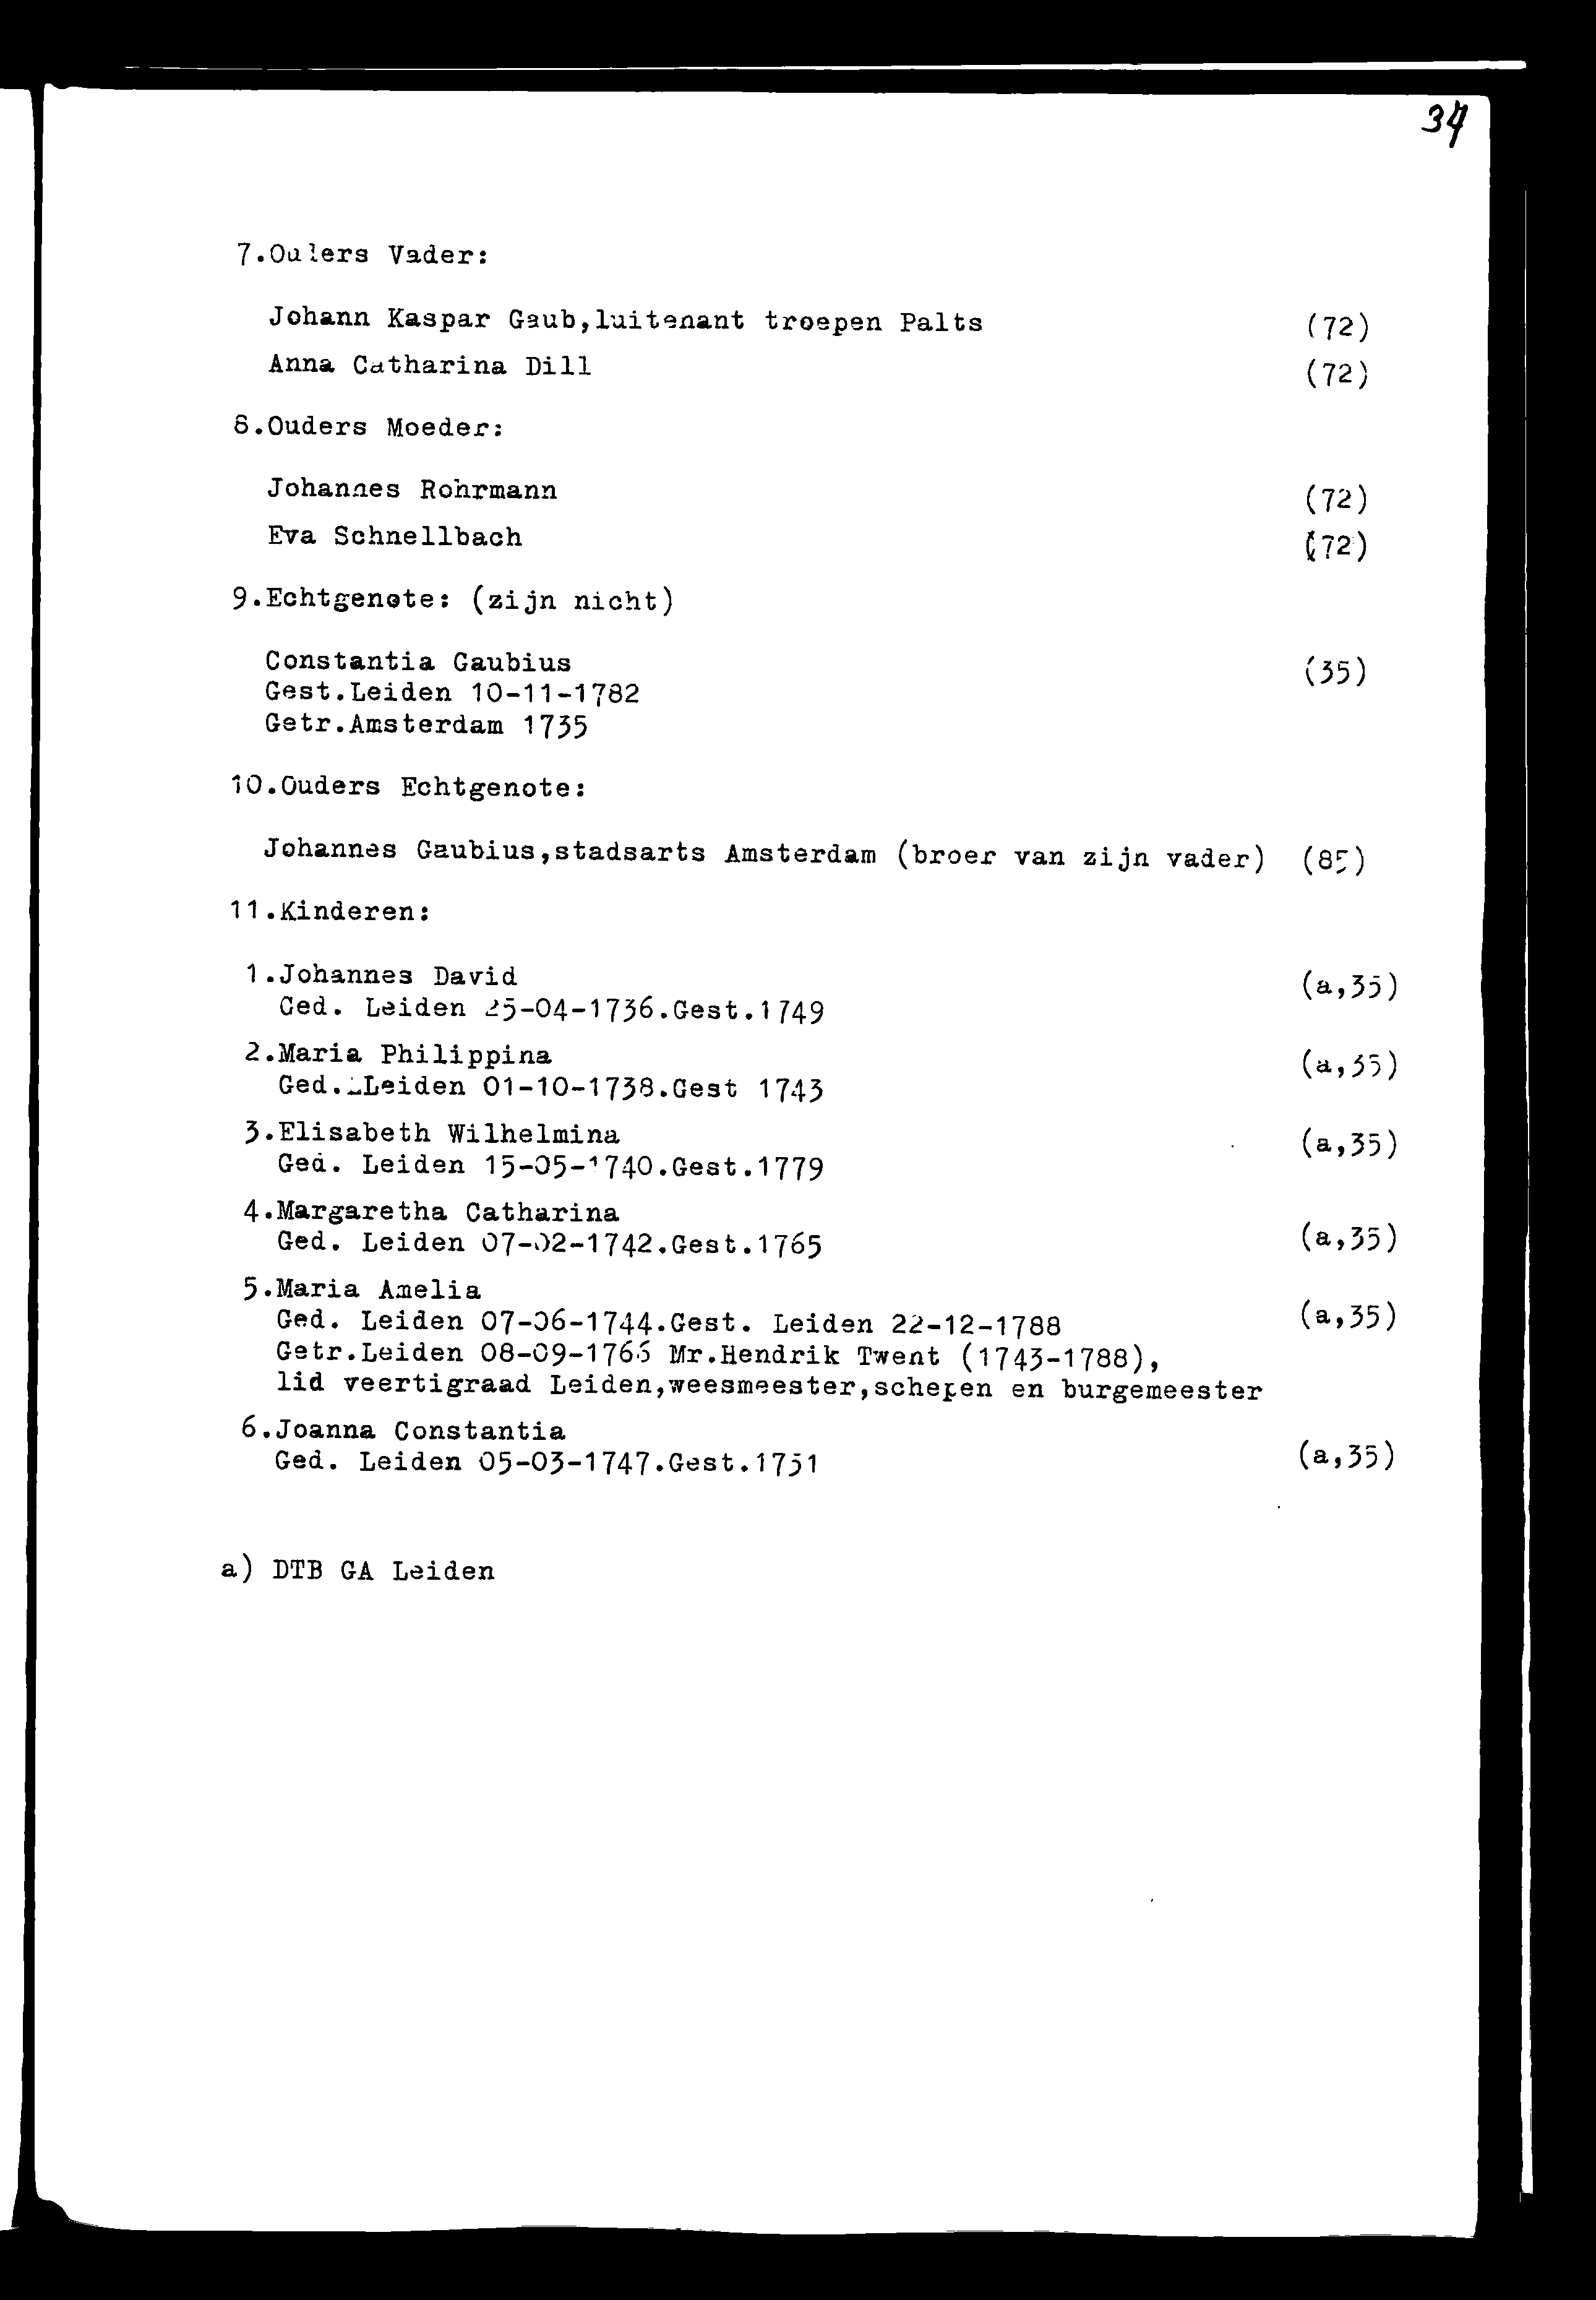 34
7.Ouders Vader:
Johann Kaspar Gaub,luitenant troepen Palts (72)
Anna Catharina Dill (72)
8.Ouders Moeder:
Johannes Rohrmann (72)
Eva Schnellbach (72)
9.Echtgenote: (zijn nicht)
Constantia Gaubius (35)
Gest.Leiden 10-11-1782
Getr.Amsterdam 1735
10.Ouders Echtgenote:
Johannes Gaubius,stadsarts Amsterdam (broer van zijn vader) (85)
11.Kinderen:
1.Johannes David (a,35)
Ged. Leiden 25-04-1736.Gest.1749
2.Maria Philippina (a,35)
Ged. Leiden 01-10-1738.Gest 1743
3.Elisabeth Wilhelmina (a,35)
Ged. Leiden 15-05-1740.Gest.1779
4.Margaretha Catharina
Ged. Leiden 07-02-1742.Gest.1765 (a,35)
5.Maria Amelia
Ged. Leiden 07-06-1744.Gest. Leiden 22-12-1788 (a,35)
Getr.Leiden Mr.Hendrik Twent (1743-1788),
lid veertigraad Leiden,weesmeester,schepen en burgemeester
6.Joanna Constantia
Ged. Leiden 05-03-1747.Gest.1751 (a,35)
a) DTB GA Leiden